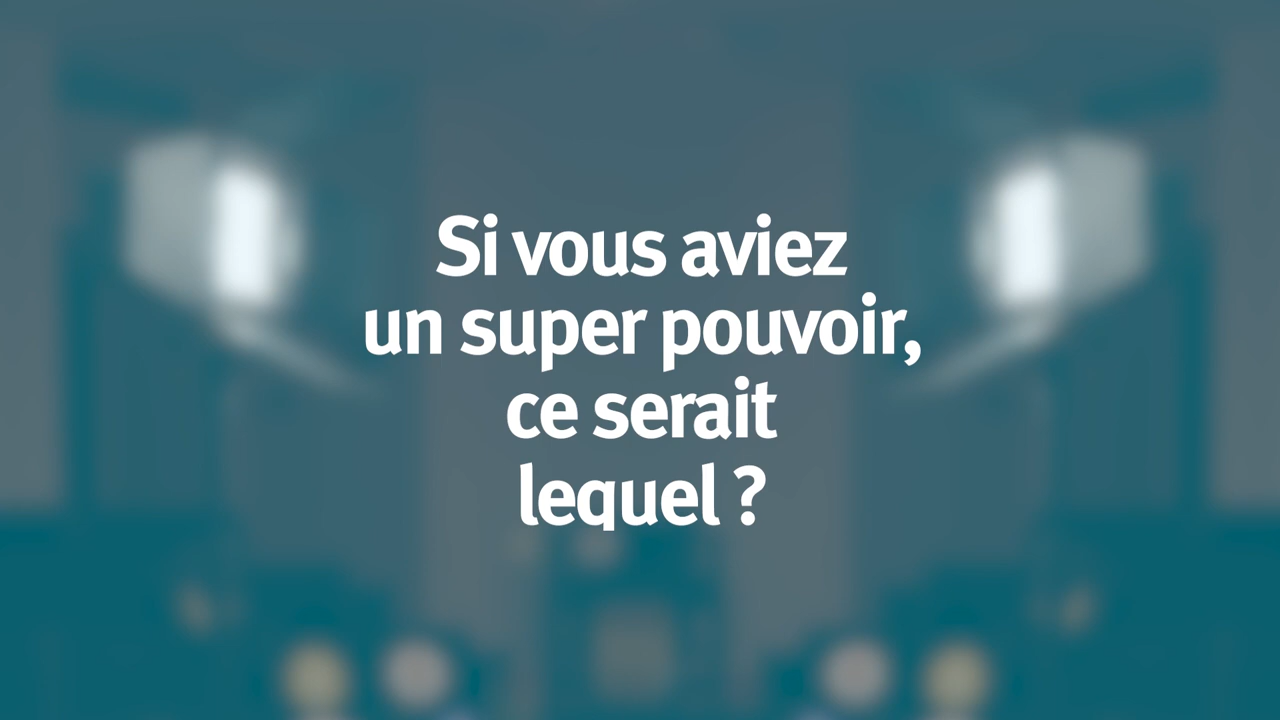 Si vous aviez
un super pouvoir,
ce serait
lequel ?